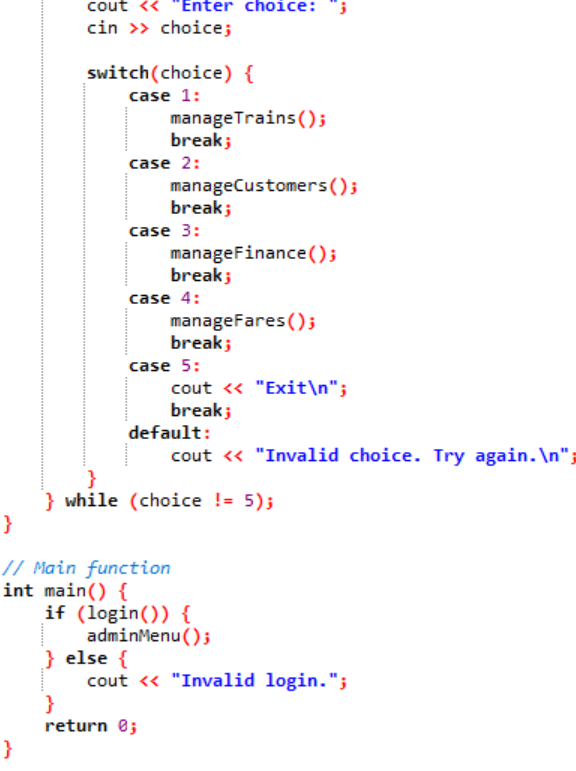 cout << "Enter choice: ";
cin >> choice;
switch(choice) {
case 1:
manageTrains();
break;
case 2:
manageCustomers();
break;
case 3:
manageFinance();
break;
case 4:
manageFares();
break;
case 5:
cout << "Exit\n";
break;
default:
cout << "Invalid choice. Try again.\n";
}
} while (choice != 5);
}
// Main function
int main() {
if (login()) {
adminMenu();
} else {
cout << "Invalid login.";
}
return 0;
}